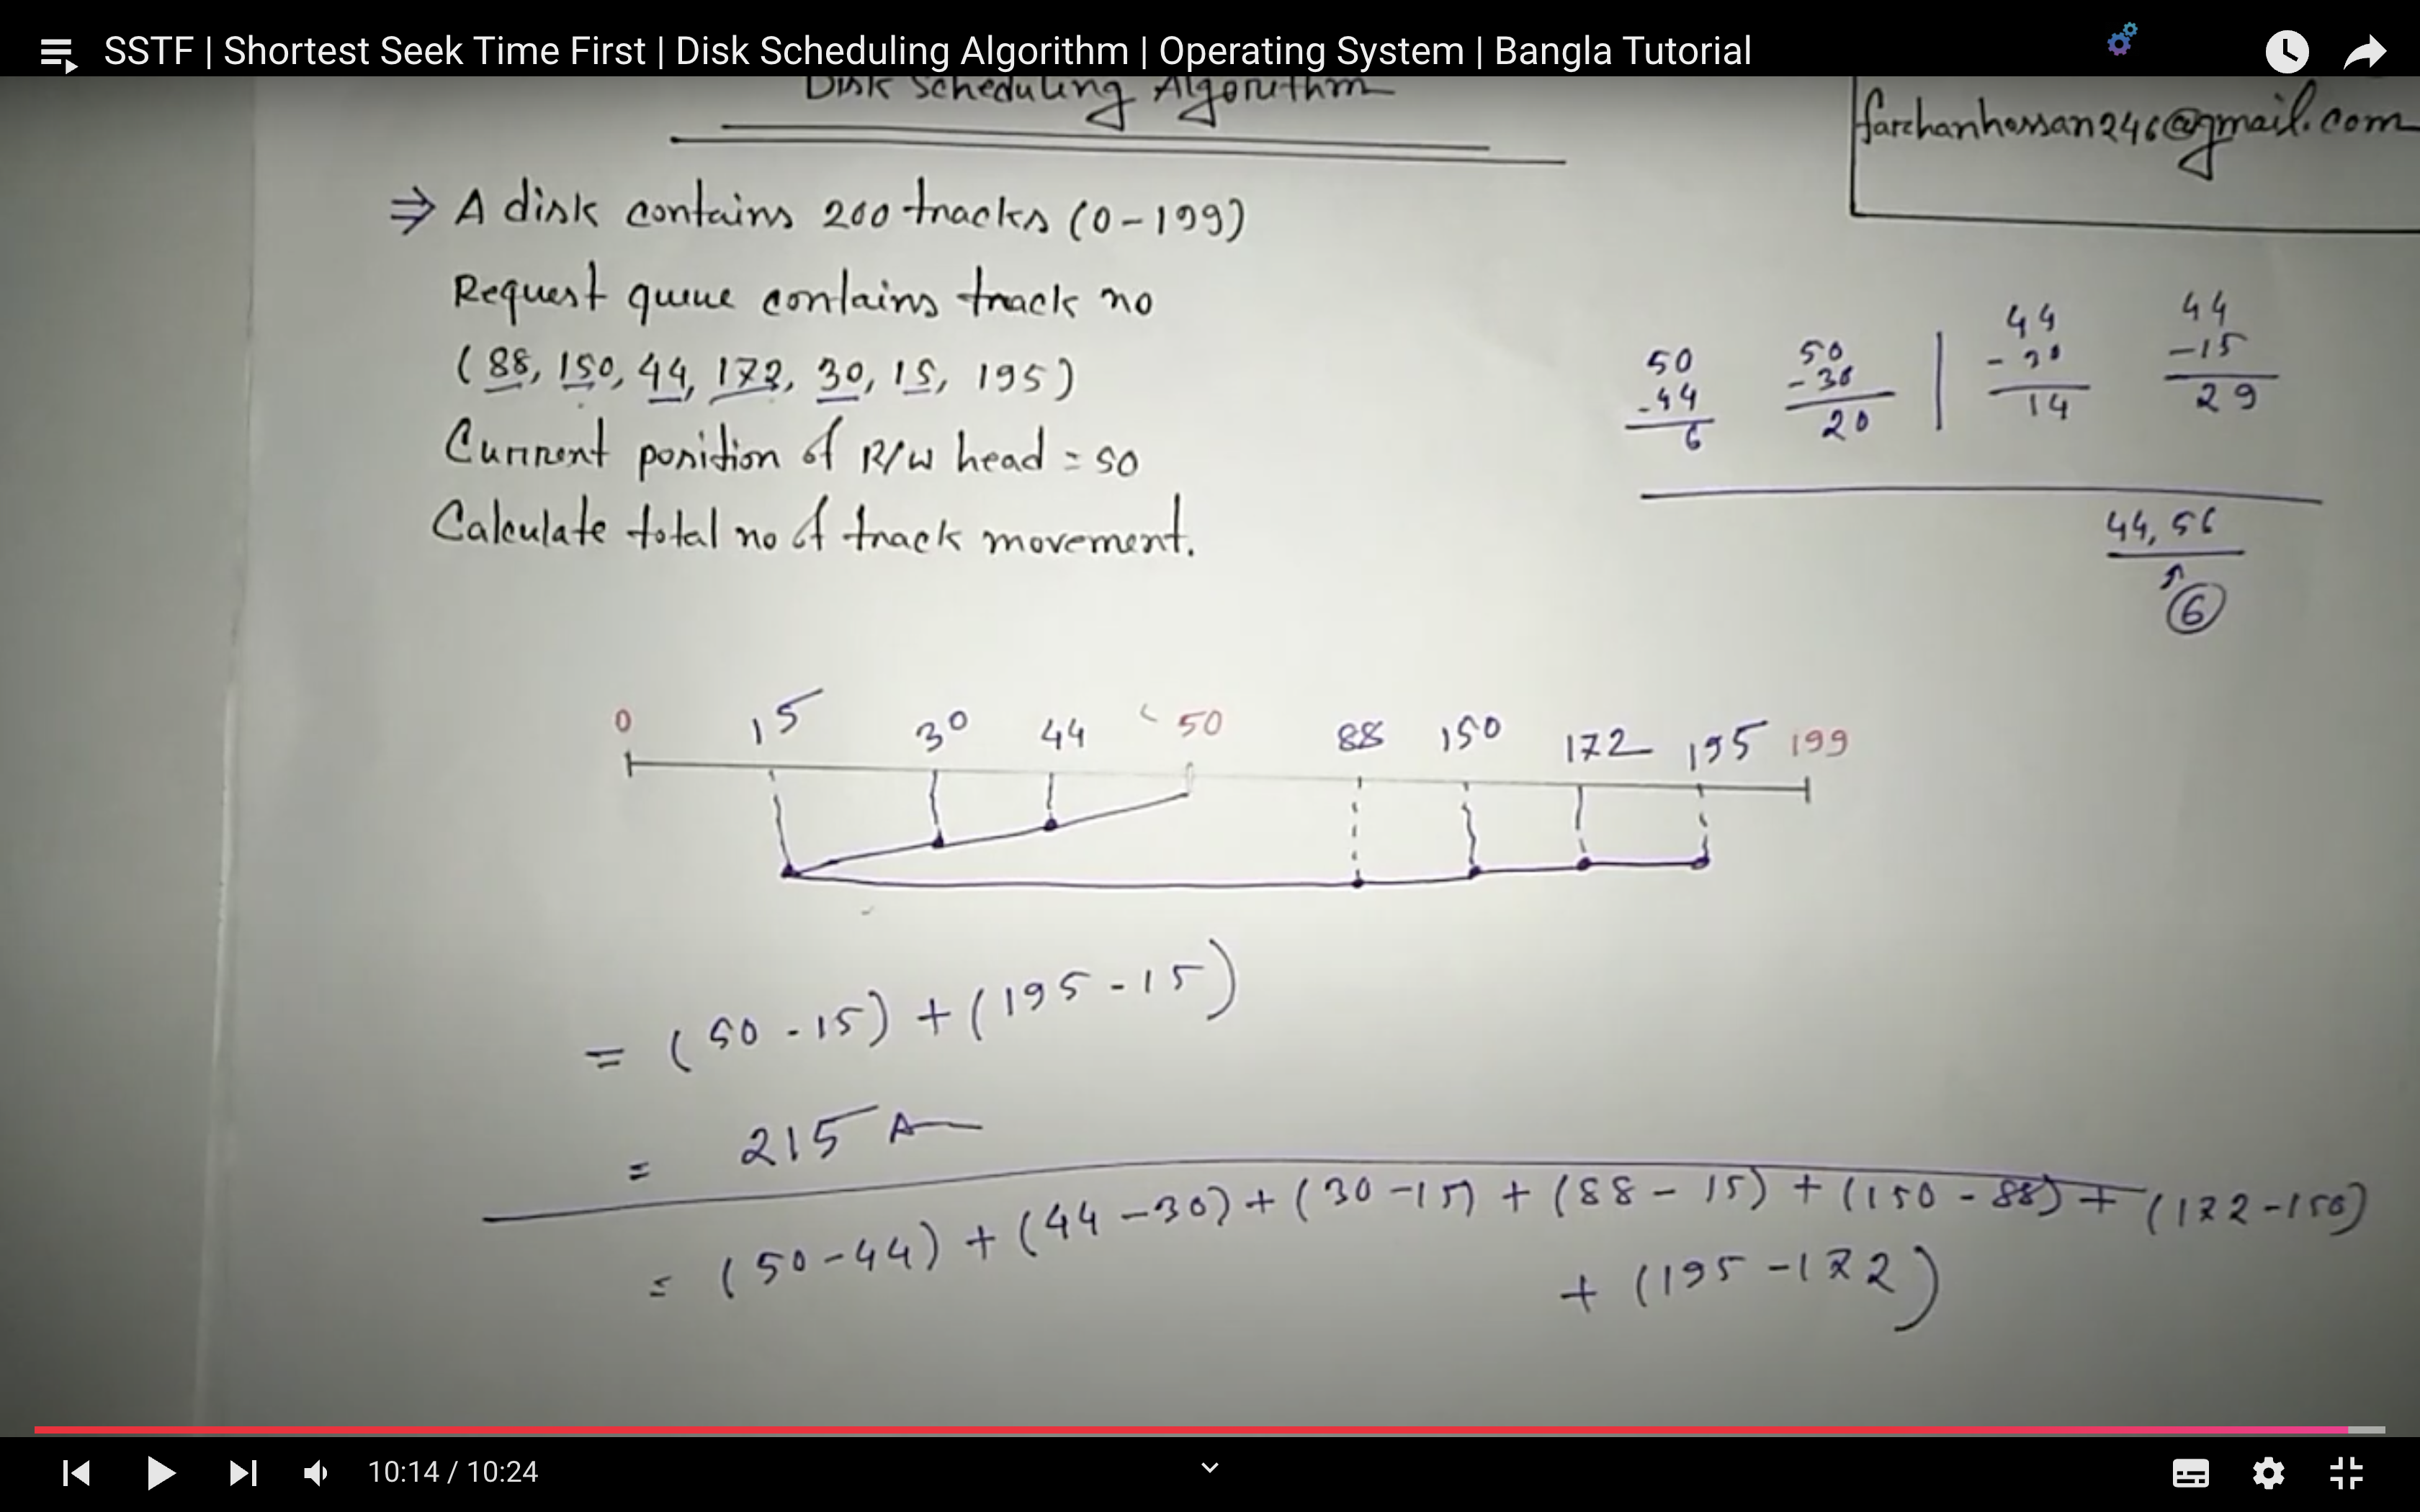 SSTF | Shortest Seek Time First | Disk Scheduling Algorithm | Operating System | Bangla Tutorial
Disk Scheduling Algorithm
farhanhossan246@gmail.com
⇒ A disk contains 200 tracks (0-199)
Request queue contains track no
(88, 150, 44, 172, 30, 15, 195)
Current position of R/W head = 50
Calculate total no of track movement.
50 50 | 44 44
-44 -30 -30 -15
6 20 14 29
44, 56
↑
6
0 15 30 44 50 88 150 172 195 199
= (50 - 15) + (195 - 15)
= 215
= (50-44) + (44-30) + (30-15) + (88-15) + (150-88) + (172-150)
+ (195-172)
10:14 / 10:24